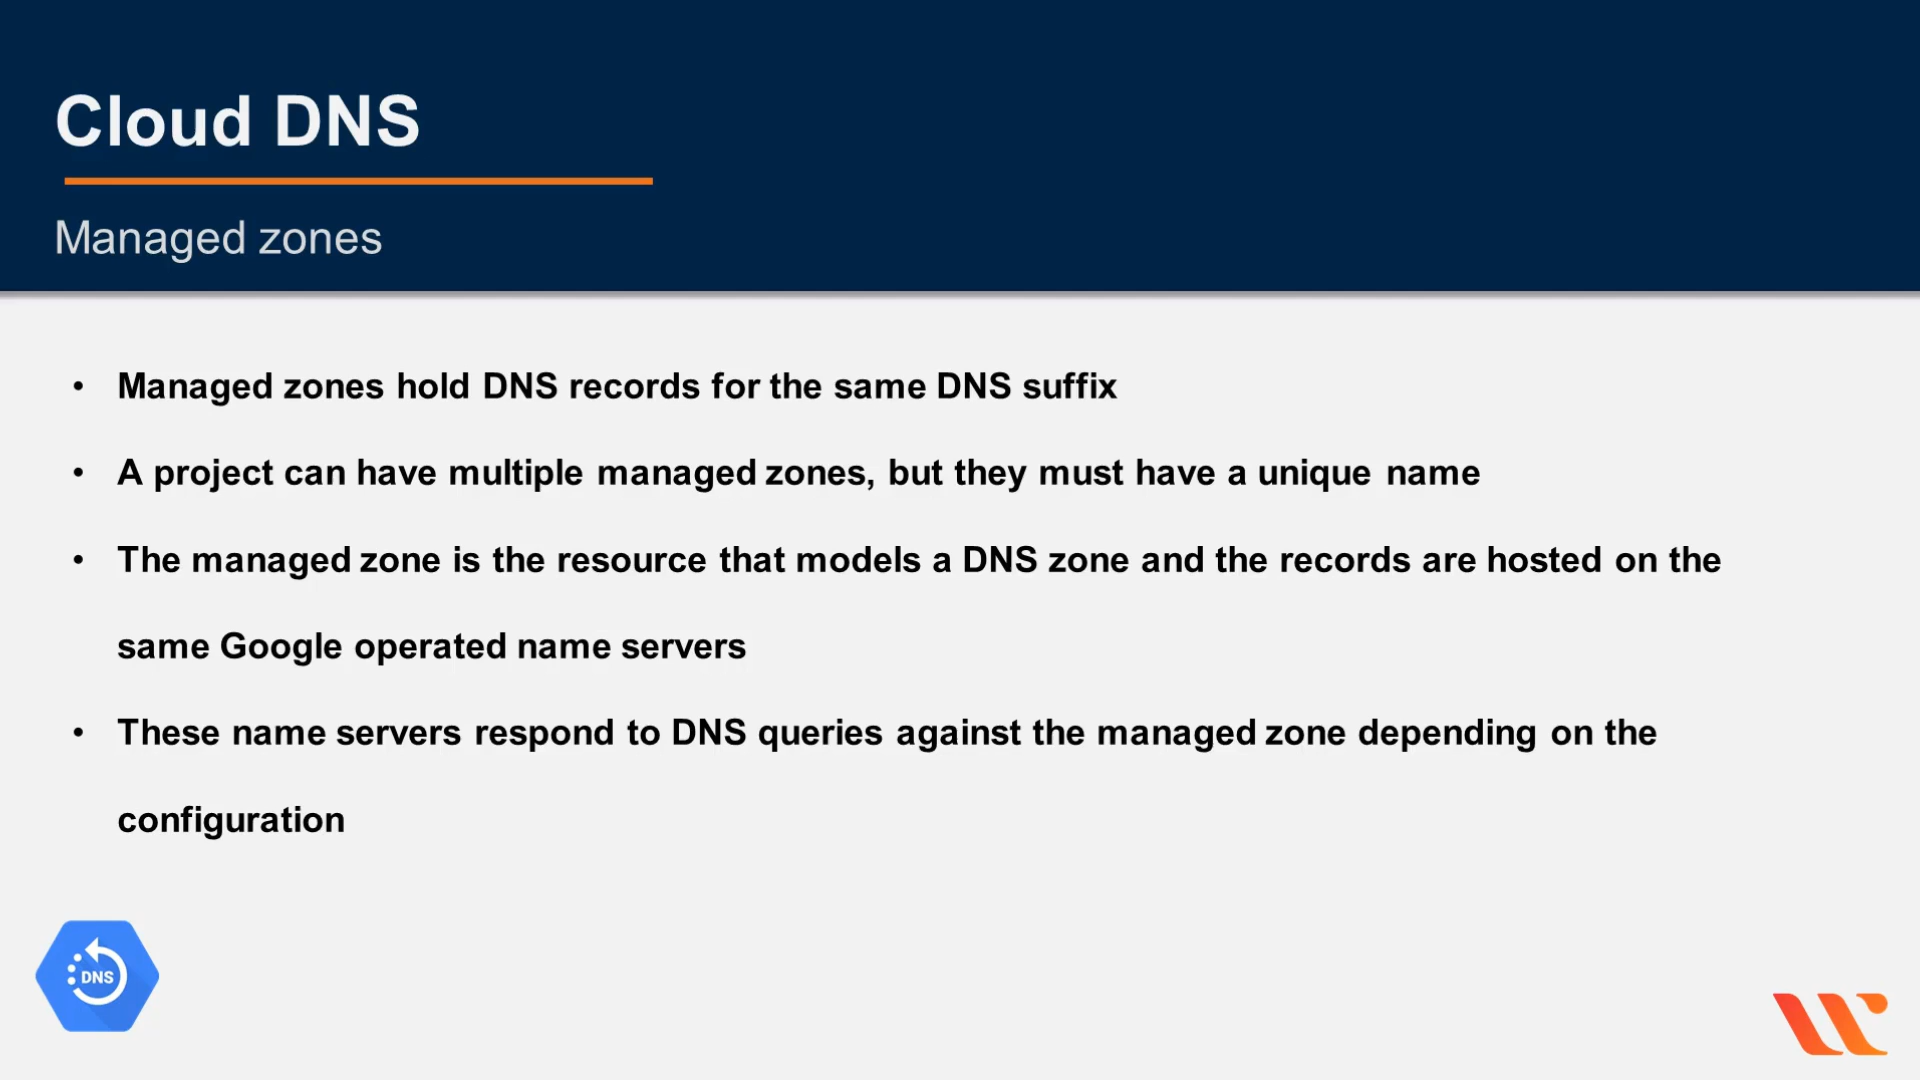 Cloud DNS
Managed zones
• Managed zones hold DNS records for the same DNS suffix
• A project can have multiple managed zones, but they must have a unique name
• The managed zone is the resource that models a DNS zone and the records are hosted on the
same Google operated name servers
• These name servers respond to DNS queries against the managed zone depending on the
configuration
DNS